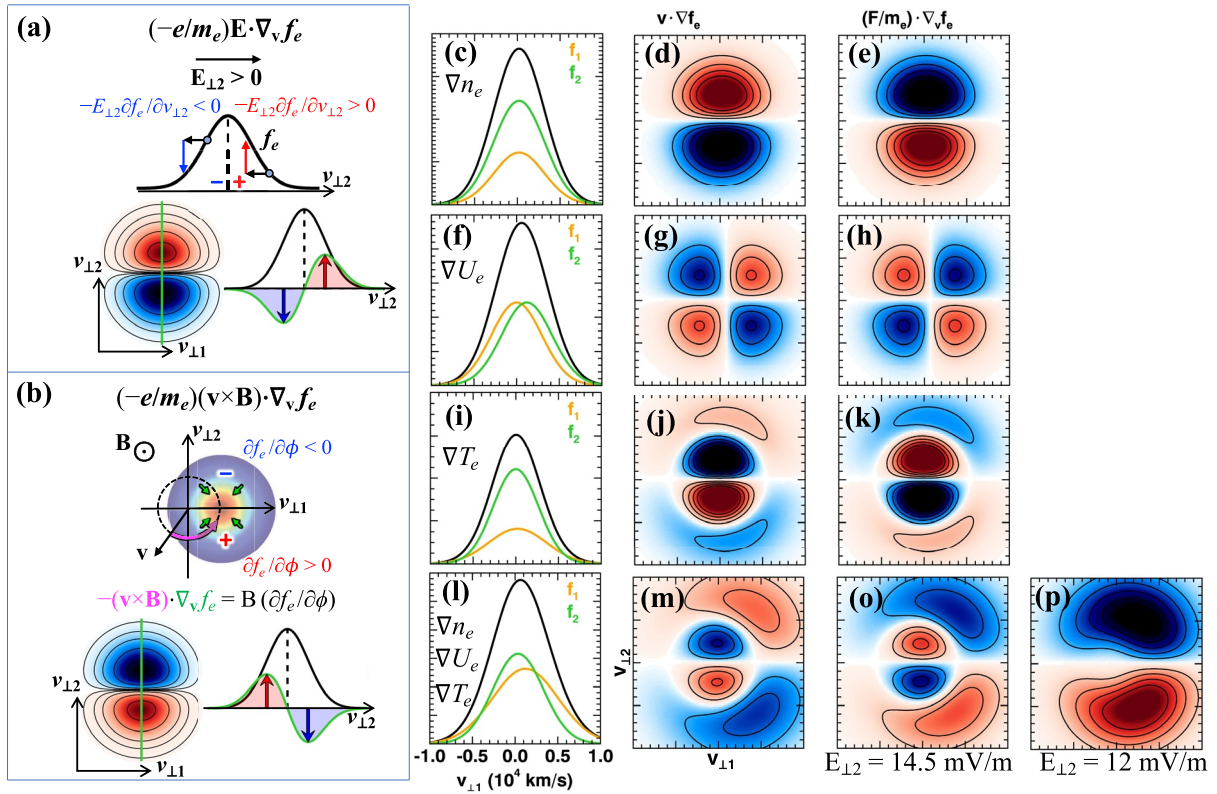 (a)
(−e/mₑ)E·∇ᵥfₑ
E⊥2 > 0
−E⊥2∂fₑ/∂v⊥2 < 0
−E⊥2∂fₑ/∂v⊥2 > 0
fₑ
v⊥2
− +
v⊥2
v⊥2
v⊥1
(b)
(−e/mₑ)(v×B)·∇ᵥfₑ
v⊥2
B
∂fₑ/∂ϕ < 0
−
v⊥1
v
+
∂fₑ/∂ϕ > 0
−(v×B)·∇ᵥfₑ = B (∂fₑ/∂ϕ)
v⊥2
v⊥2
v⊥1
v · ∇fₑ
(F/mₑ) · ∇ᵥfₑ
(c)
f₁
f₂
∇nₑ
(d)
(e)
(f)
f₁
f₂
∇Uₑ
(g)
(h)
(i)
f₁
f₂
∇Tₑ
(j)
(k)
(l)
f₁
f₂
∇nₑ
∇Uₑ
∇Tₑ
-1.0 -0.5 0.0 0.5 1.0
v⊥1 (10⁴ km/s)
(m)
v⊥2
v⊥1
(o)
E⊥2 = 14.5 mV/m
(p)
E⊥2 = 12 mV/m